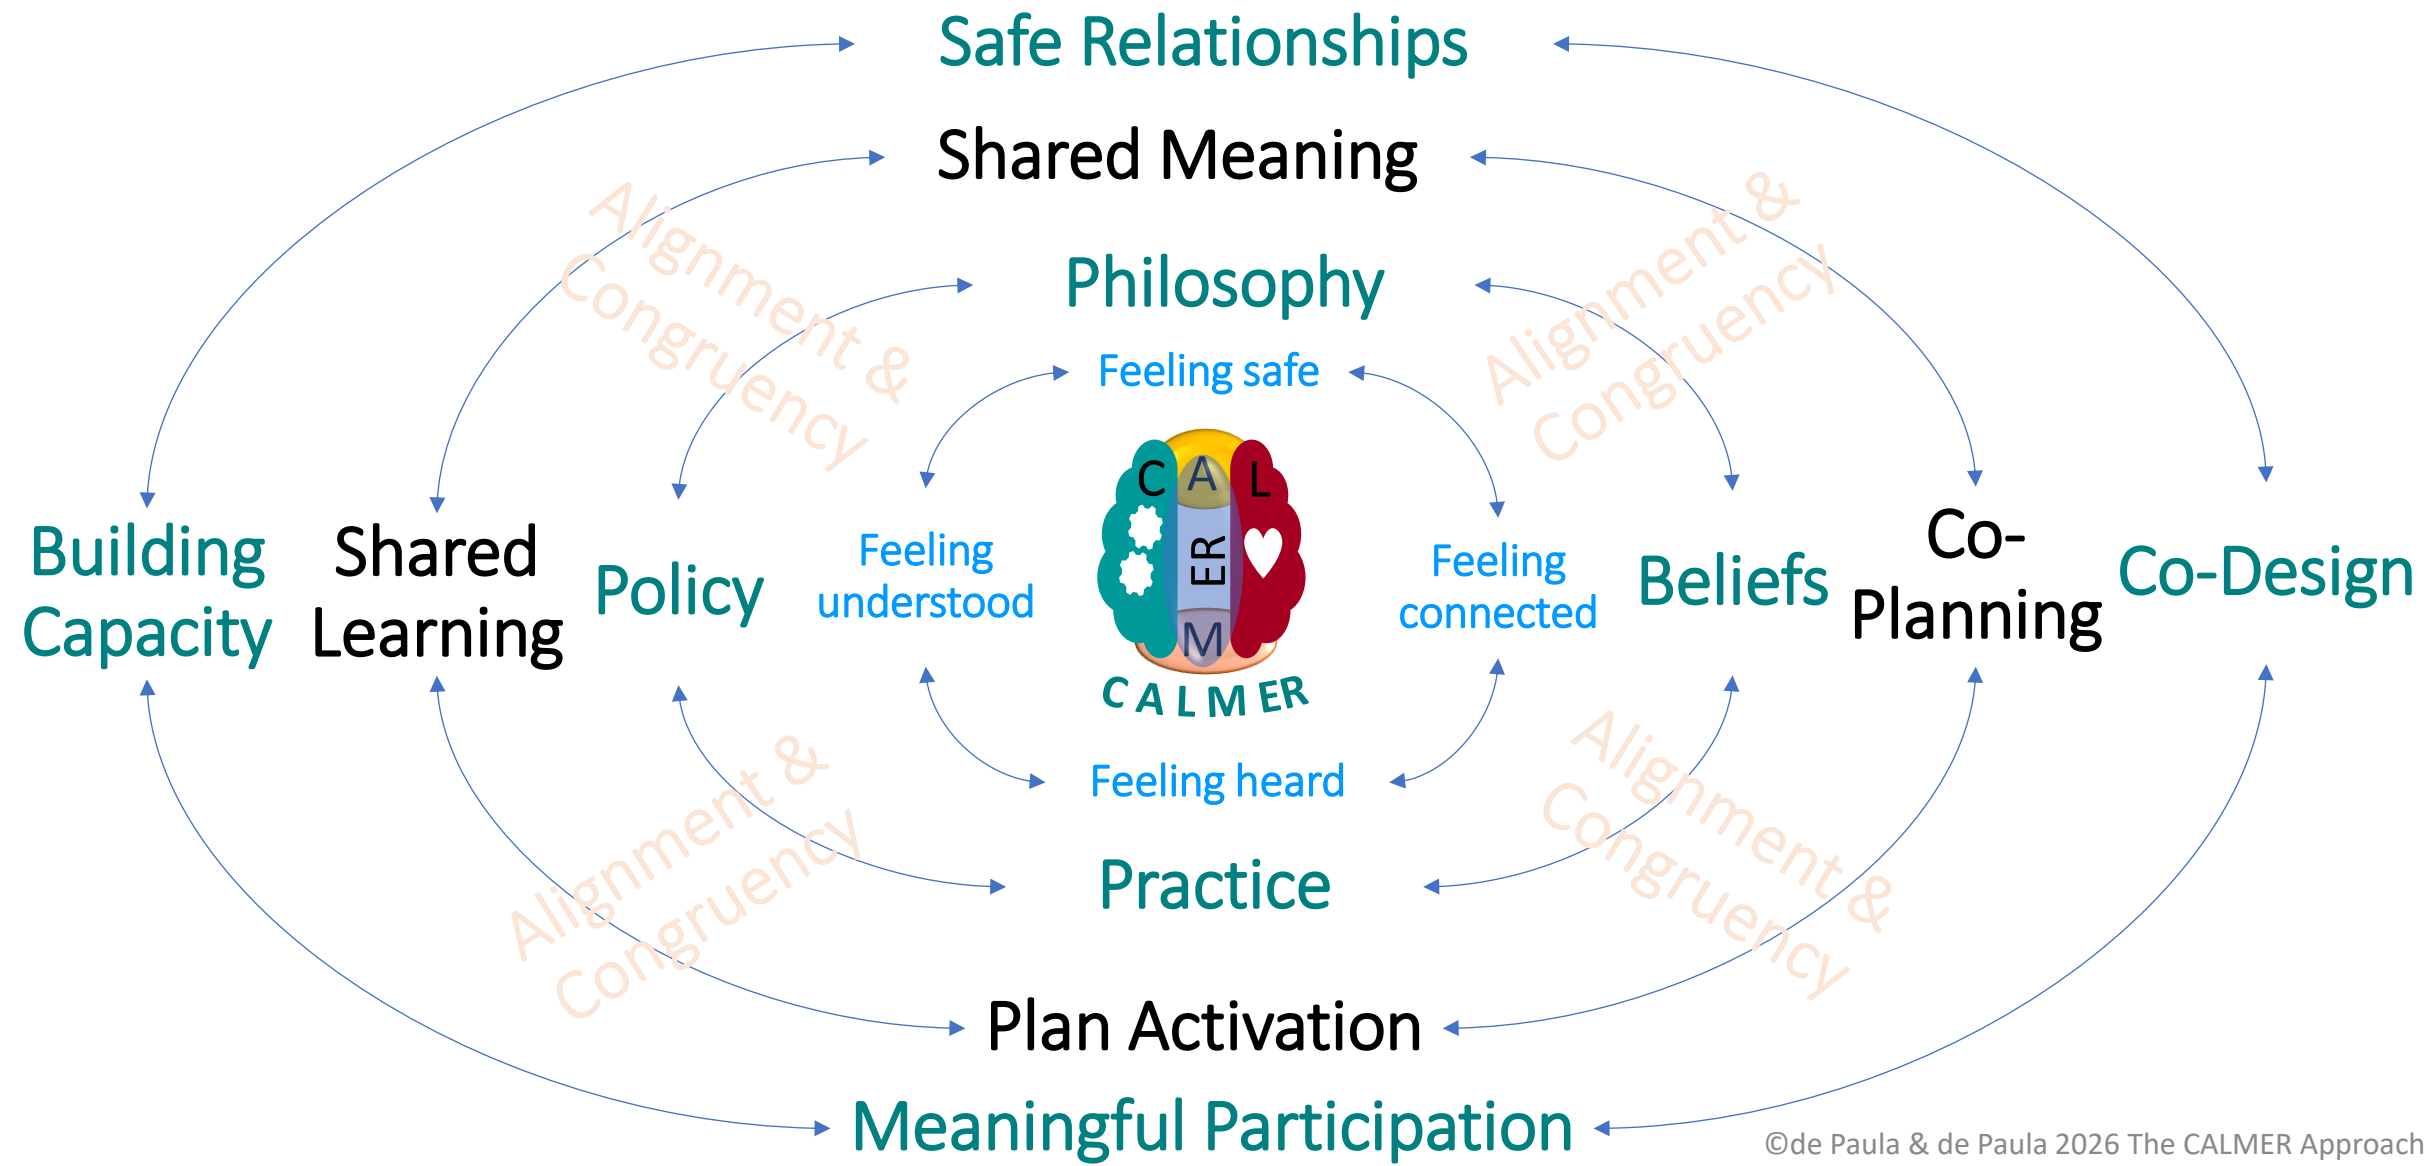 Safe Relationships
Shared Meaning
Alignment &
Congruency
Alignment &
Congruency
Philosophy
Feeling safe
C A L
ER
M
CALMER
Building
Capacity
Shared
Learning
Policy
Feeling
understood
Feeling
connected
Beliefs
Co-
Planning
Co-Design
Feeling heard
Alignment &
Congruency
Alignment &
Congruency
Practice
Plan Activation
Meaningful Participation
©de Paula & de Paula 2026 The CALMER Approach